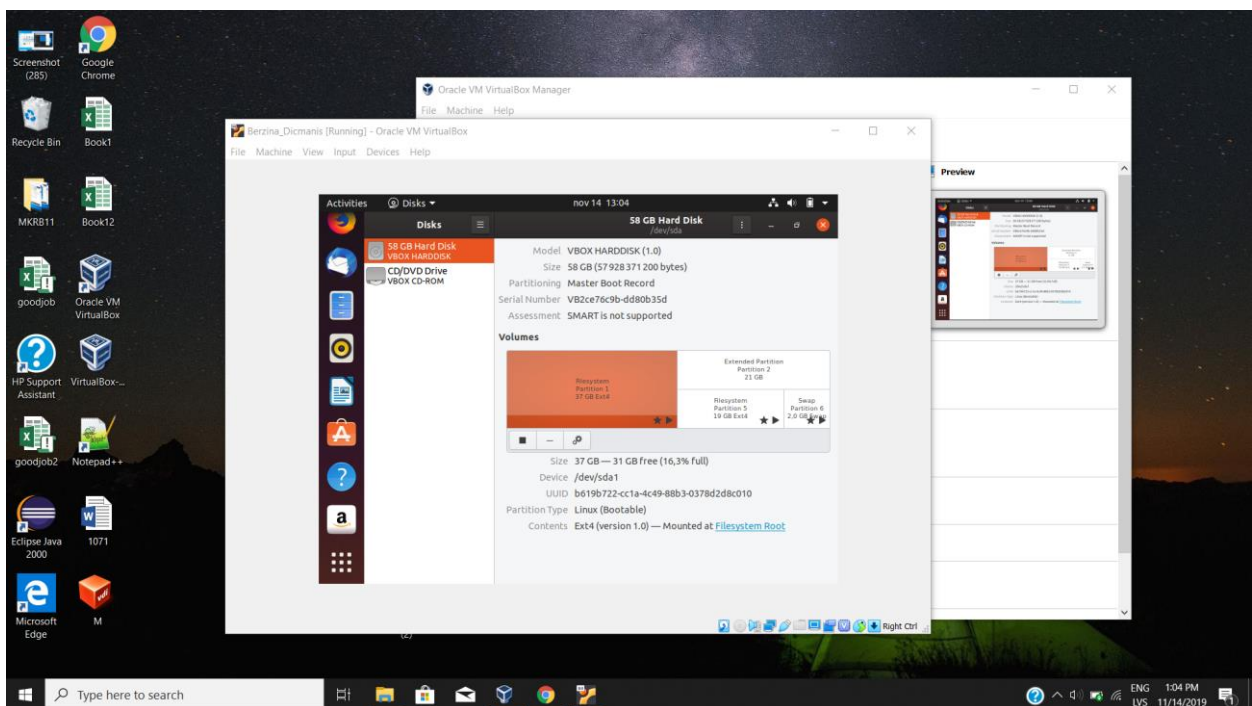 Screenshot
(285)
Google
Chrome
Recycle Bin
Book1
MKRB11
Book12
goodjob
Oracle VM
VirtualBox
HP Support
Assistant
VirtualBox-...
goodjob2
Notepad++
Eclipse Java
2000
1071
Microsoft
Edge
M
(2)
Oracle VM VirtualBox Manager
File Machine Help
Preview
Berzina_Dicmanis [Running] - Oracle VM VirtualBox
File Machine View Input Devices Help
Activities Disks nov 14 13:04
Disks
58 GB Hard Disk
/dev/sda
58 GB Hard Disk
VBOX HARDDISK
CD/DVD Drive
VBOX CD-ROM
Model VBOX HARDDISK (1.0)
Size 58 GB (57 928 371 200 bytes)
Partitioning Master Boot Record
Serial Number VB2ce76c9b-dd80b35d
Assessment SMART is not supported
Volumes
Filesystem
Partition 1
37 GB Ext4
Extended Partition
Partition 2
21 GB
Filesystem
Partition 5
19 GB Ext4
Swap
Partition 6
2.0 GB Swap
Size 37 GB — 31 GB free (16,3% full)
Device /dev/sda1
UUID b619b722-cc1a-4c49-88b3-0378d2d8c010
Partition Type Linux (Bootable)
Contents Ext4 (version 1.0) — Mounted at Filesystem Root
Right Ctrl
Type here to search
ENG 1:04 PM
LVS 11/14/2019